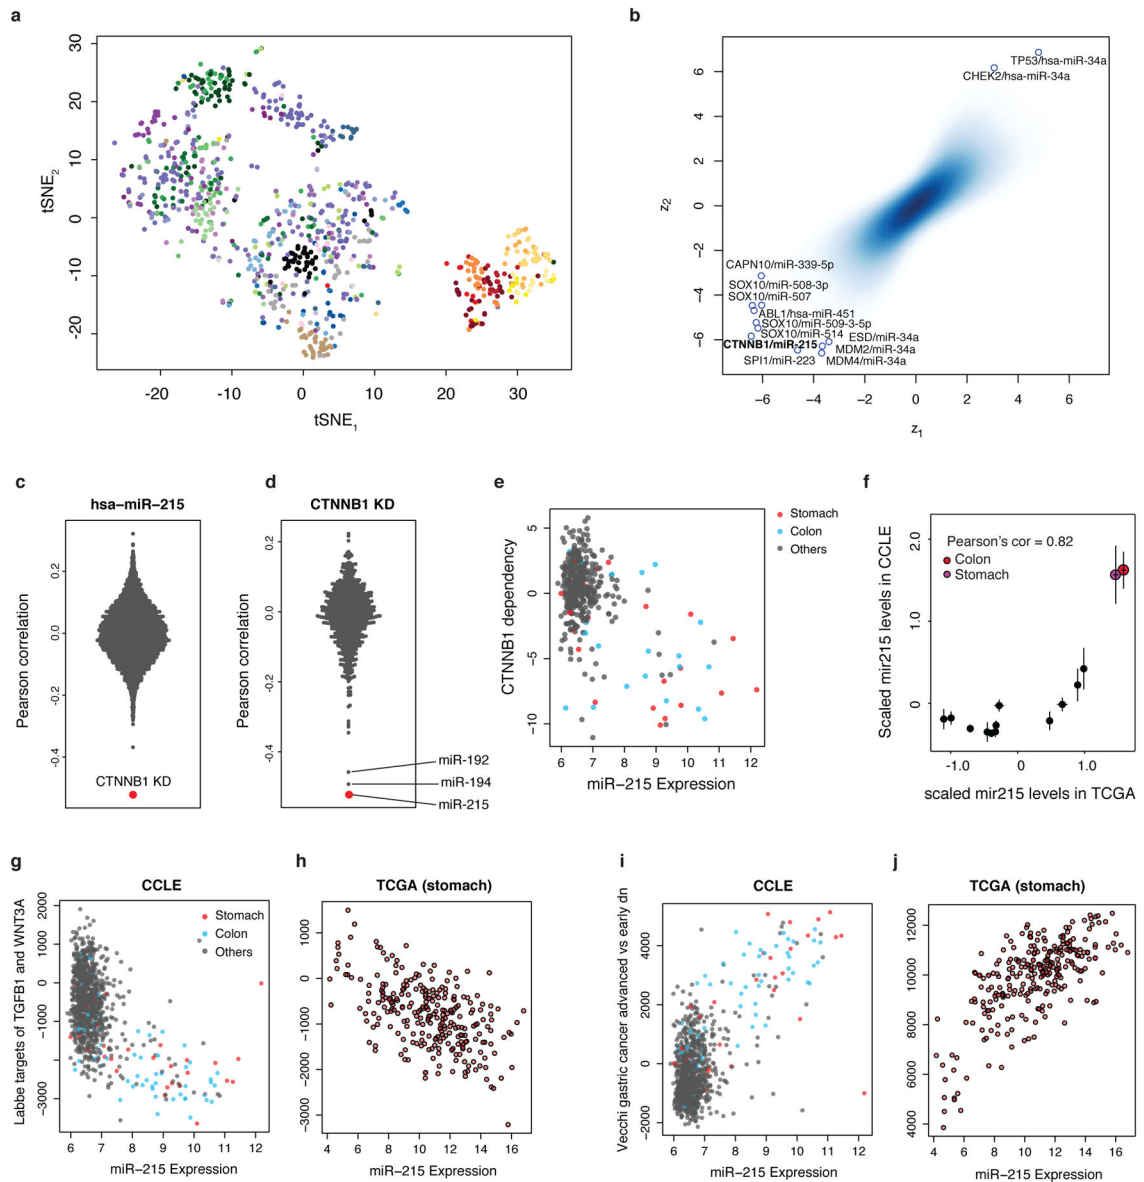 a
30
20
10
0
-10
-20
tSNE2
-20
-10
0
10
20
30
tSNE1
b
6
4
2
0
−2
−4
−6
z2
TP53/hsa-miR-34a
CHEK2/hsa-miR-34a
CAPN10/miR-339-5p
SOX10/miR-508-3p
SOX10/miR-507
ABL1/hsa-miR-451
SOX10/miR-509-3-5p
SOX10/miR-514
ESD/miR-34a
CTNNB1/miR-215
MDM2/miR-34a
SPI1/miR-223
MDM4/miR-34a
−6
−4
−2
0
2
4
6
z1
c
hsa−miR−215
Pearson correlation
0.2
0.0
-0.2
-0.4
CTNNB1 KD
d
CTNNB1 KD
Pearson correlation
0.2
0.0
-0.2
-0.4
miR-192
miR-194
miR-215
e
CTNNB1 dependency
5
0
−5
−10
Stomach
Colon
Others
6
7
8
9
10
11
12
miR−215 Expression
f
Scaled mir215 levels in CCLE
2.0
1.0
0
Pearson's cor = 0.82
Colon
Stomach
-1.0
0
1.0
scaled mir215 levels in TCGA
g
CCLE
Labbe targets of TGFB1 and WNT3A
2000
1000
0
−1000
−3000
Stomach
Colon
Others
6
7
8
9
10
11
12
miR−215 Expression
h
TCGA (stomach)
1000
0
−1000
−2000
−3000
4
6
8
10
12
14
16
miR−215 Expression
i
CCLE
Vecchi gastric cancer advanced vs early dn
4000
2000
0
−2000
6
7
8
9
10
11
12
miR−215 Expression
j
TCGA (stomach)
12000
10000
8000
6000
4000
4
6
8
10
12
14
16
miR−215 Expression